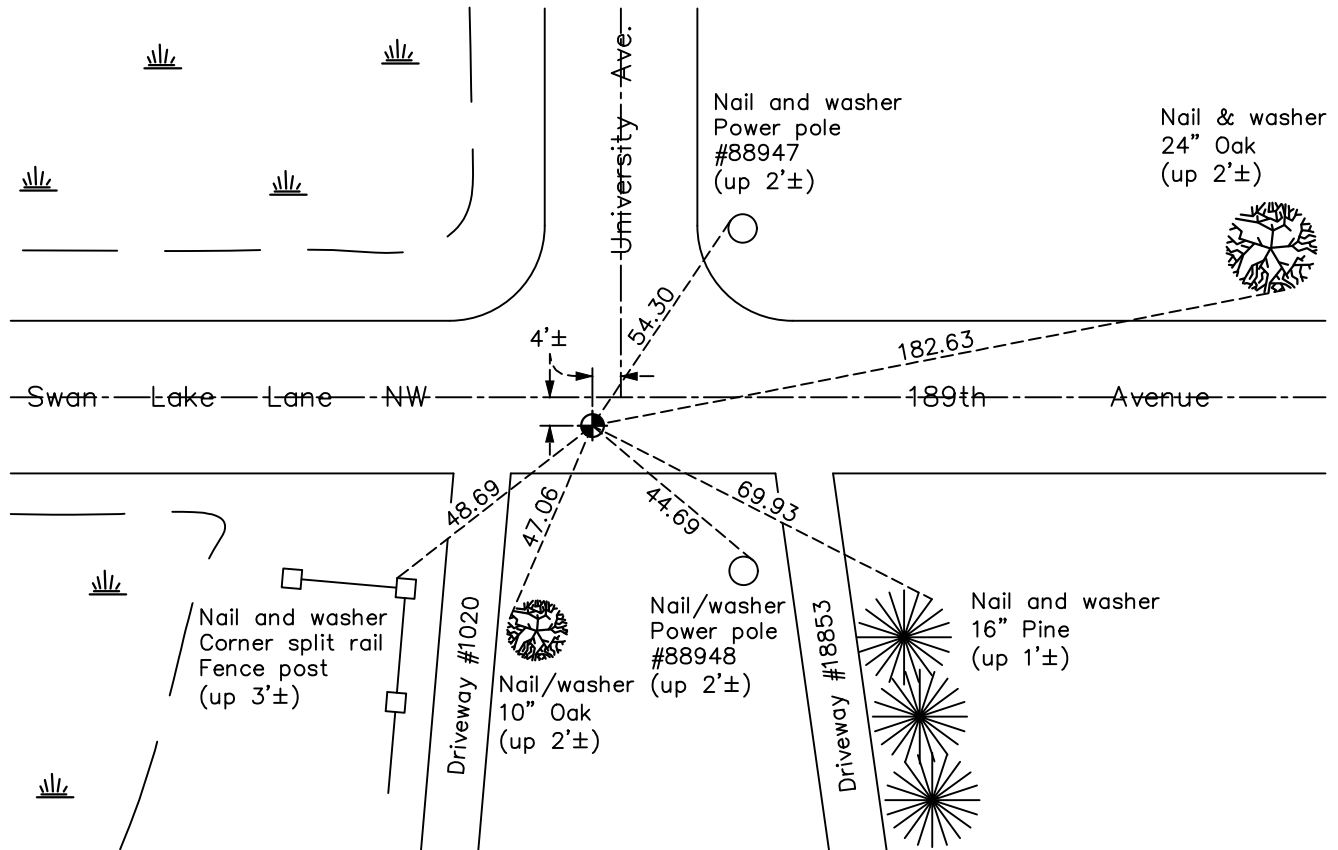 University Ave.
Nail and washer
Power pole
#88947
(up 2'±)
Nail & washer
24" Oak
(up 2'±)
54.30
4'±
182.63
Swan Lake Lane NW
189th Avenue
48.69
47.06
44.69
69.93
Nail and washer
Corner split rail
Fence post
(up 3'±)
Driveway #1020
Nail/washer
10" Oak
(up 2'±)
Nail/washer
Power pole
#88948
(up 2'±)
Driveway #18853
Nail and washer
16" Pine
(up 1'±)